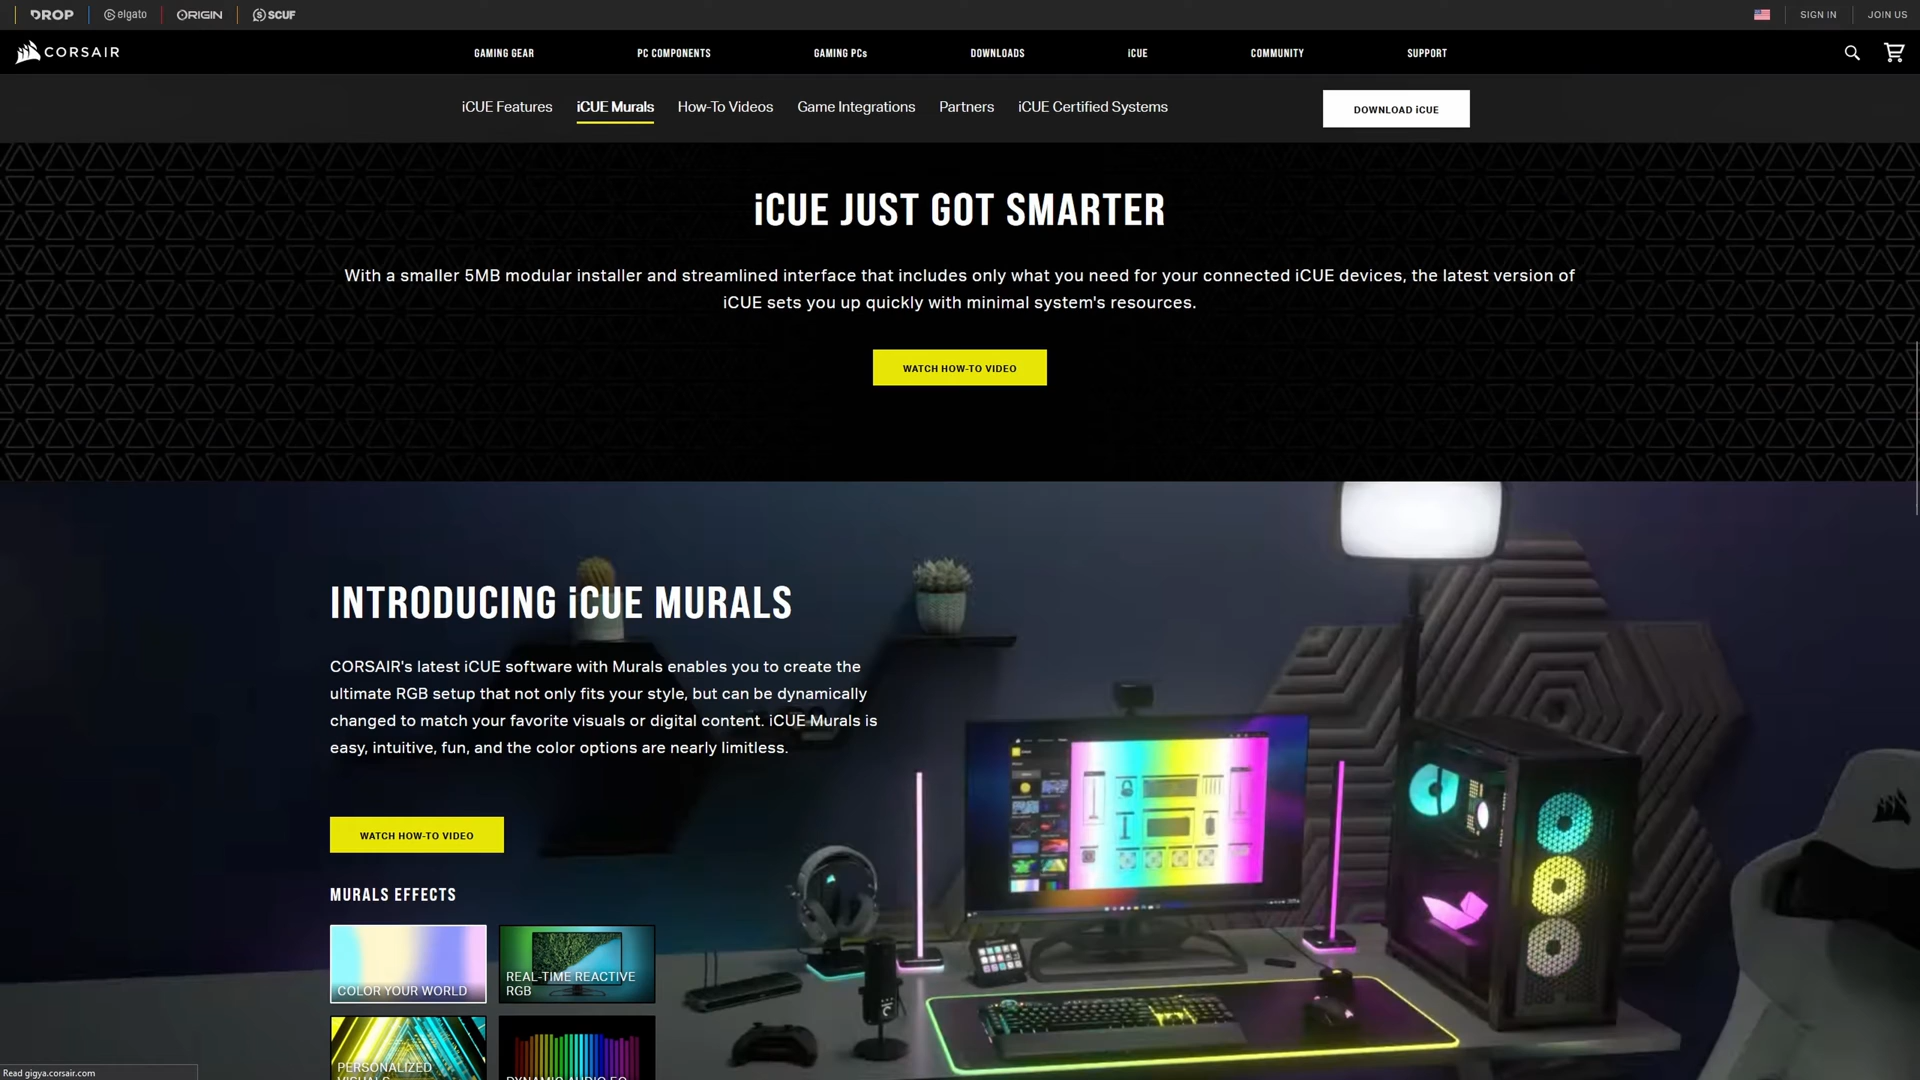 DROP
elgato
ORIGIN
SCUF
SIGN IN
JOIN US
CORSAIR
GAMING GEAR
PC COMPONENTS
GAMING PCs
DOWNLOADS
iCUE
COMMUNITY
SUPPORT
iCUE Features
iCUE Murals
How-To Videos
Game Integrations
Partners
iCUE Certified Systems
DOWNLOAD iCUE
iCUE JUST GOT SMARTER
With a smaller 5MB modular installer and streamlined interface that includes only what you need for your connected iCUE devices, the latest version of
iCUE sets you up quickly with minimal system's resources.
WATCH HOW-TO VIDEO
INTRODUCING iCUE MURALS
CORSAIR's latest iCUE software with Murals enables you to create the
ultimate RGB setup that not only fits your style, but can be dynamically
changed to match your favorite visuals or digital content. iCUE Murals is
easy, intuitive, fun, and the color options are nearly limitless.
WATCH HOW-TO VIDEO
MURALS EFFECTS
COLOR YOUR WORLD
REAL-TIME REACTIVE
RGB
PERSONALIZED
VISUALS
DYNAMIC AUDIO EQ
Read gigya.corsair.com